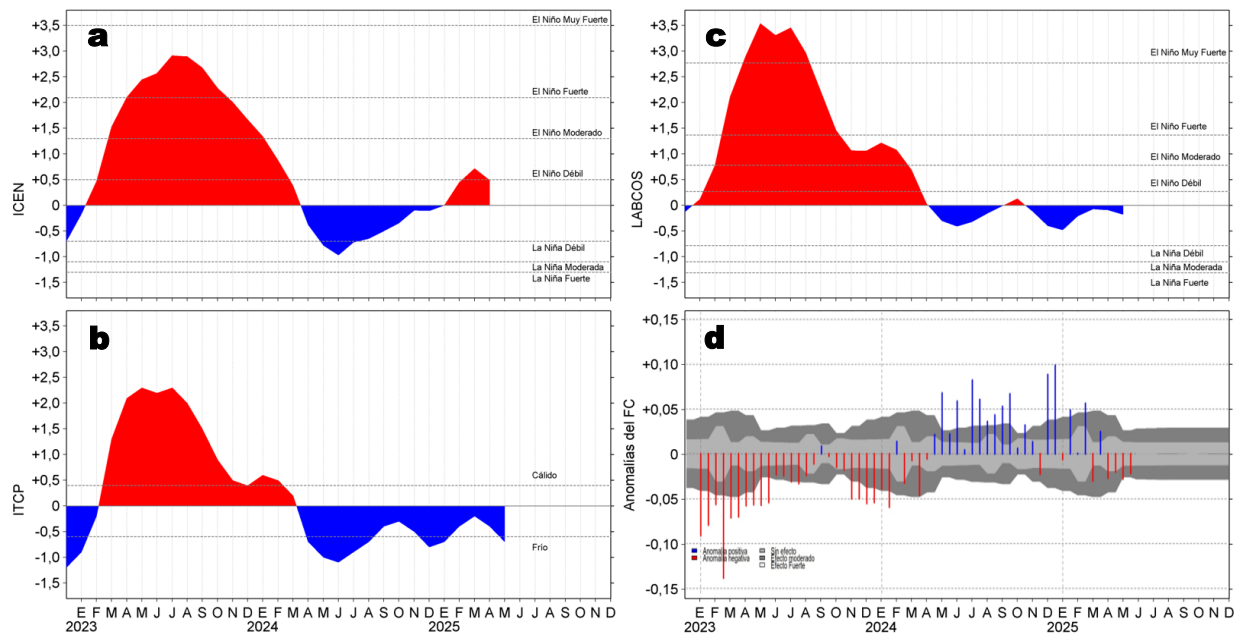 a
ICEN
+3,5
+3,0
+2,5
+2,0
+1,5
+1,0
+0,5
0
-0,5
-1,0
-1,5
El Niño Muy Fuerte
El Niño Fuerte
El Niño Moderado
El Niño Débil
La Niña Débil
La Niña Moderada
La Niña Fuerte
E F M A M J J A S O N D E F M A M J J A S O N D E F M A M J J A S O N D
c
LABCOS
+3,5
+3,0
+2,5
+2,0
+1,5
+1,0
+0,5
0
-0,5
-1,0
-1,5
El Niño Muy Fuerte
El Niño Fuerte
El Niño Moderado
El Niño Débil
La Niña Débil
La Niña Moderada
La Niña Fuerte
E F M A M J J A S O N D E F M A M J J A S O N D E F M A M J J A S O N D
b
ITCP
+3,5
+3,0
+2,5
+2,0
+1,5
+1,0
+0,5
0
-0,5
-1,0
-1,5
Cálido
Frío
E F M A M J J A S O N D E F M A M J J A S O N D E F M A M J J A S O N D
2023 2024 2025
d
Anomalias del FC
+0,15
+0,10
+0,05
0
-0,05
-0,10
-0,15
Anomalia positiva
Anomalia negativa
Sin efecto
Efecto moderado
Efecto Fuerte
E F M A M J J A S O N D E F M A M J J A S O N D E F M A M J J A S O N D
2023 2024 2025